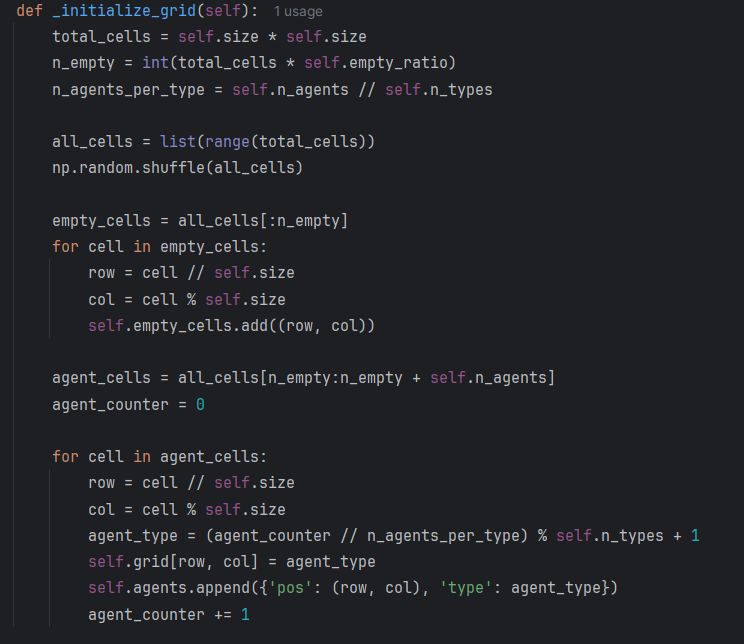 def _initialize_grid(self): 1 usage
    total_cells = self.size * self.size
    n_empty = int(total_cells * self.empty_ratio)
    n_agents_per_type = self.n_agents // self.n_types

    all_cells = list(range(total_cells))
    np.random.shuffle(all_cells)

    empty_cells = all_cells[:n_empty]
    for cell in empty_cells:
        row = cell // self.size
        col = cell % self.size
        self.empty_cells.add((row, col))

    agent_cells = all_cells[n_empty:n_empty + self.n_agents]
    agent_counter = 0

    for cell in agent_cells:
        row = cell // self.size
        col = cell % self.size
        agent_type = (agent_counter // n_agents_per_type) % self.n_types + 1
        self.grid[row, col] = agent_type
        self.agents.append({'pos': (row, col), 'type': agent_type})
        agent_counter += 1